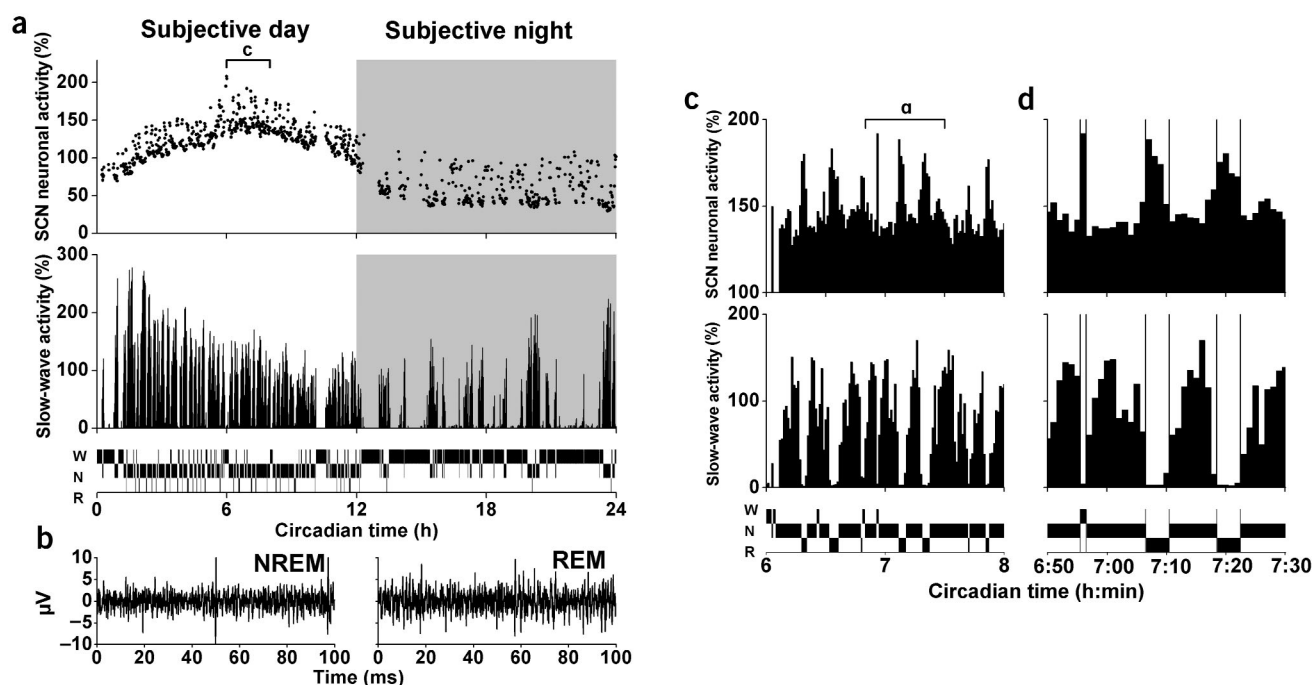 a
Subjective day
Subjective night
c
SCN neuronal activity (%)
200
150
100
50
0
6
12
18
24
Slow-wave activity (%)
300
200
100
0
W
N
R
0
6
12
18
24
Circadian time (h)
b
NREM
REM
µV
10
5
0
–5
–10
0
20
40
60
80
100
0
20
40
60
80
100
Time (ms)
c
ɑ
SCN neuronal activity (%)
200
150
100
Slow-wave activity (%)
200
100
0
W
N
R
6
7
8
d
6:50
7:00
7:10
7:20
7:30
Circadian time (h:min)